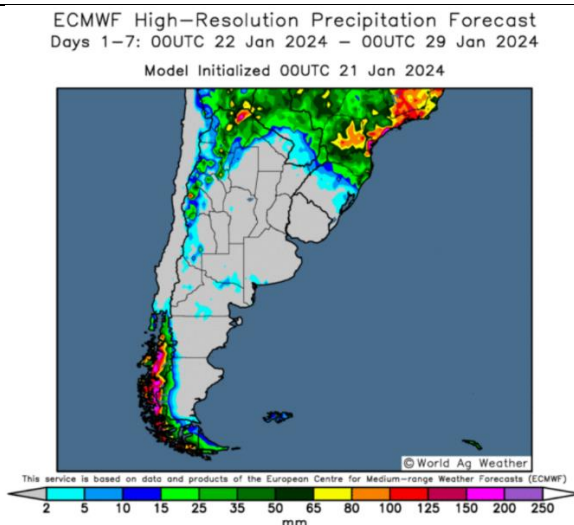 ECMWF High-Resolution Precipitation Forecast
Days 1-7: 00UTC 22 Jan 2024 - 00UTC 29 Jan 2024
Model Initialized 00UTC 21 Jan 2024
© World Ag Weather
This service is based on data and products of the European Centre for Medium-range Weather Forecasts (ECMWF)
2 5 10 15 25 35 50 65 80 100 125 150 200 250
mm